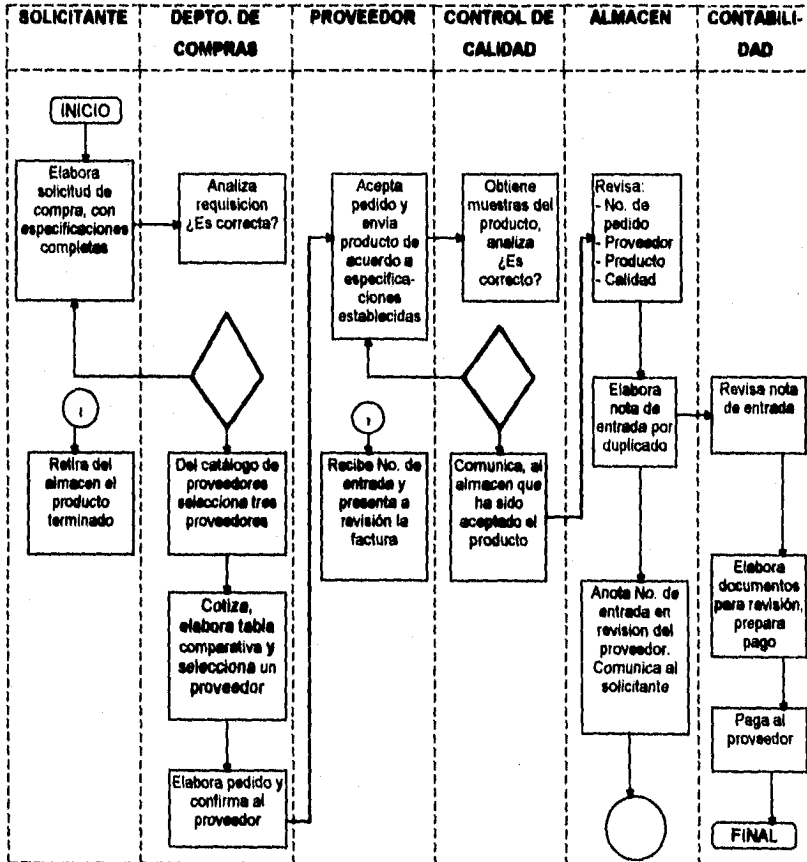 SOLICITANTE
DEPTO. DE
COMPRAS
PROVEEDOR
CONTROL DE
CALIDAD
ALMACEN
CONTABILI-
DAD
INICIO
Elabora
solicitud de
compra, con
especificaciones
completas
Analiza
requisicion
¿Es correcta?
Acepta
pedido y
envia
producto de
acuerdo a
especifica-
ciones
establecidas
Obtiene
muestras del
producto,
analiza
¿Es
correcto?
Revisa:
- No. de
pedido
- Proveedor
- Producto
- Calidad
Retira del
almacen el
producto
terminado
Del catálogo de
proveedores
selecciona tres
proveedores
Recibe No. de
entrada y
presenta a
revisión la
factura
Comunica, al
almacen que
ha sido
aceptado el
producto
Elabora
nota de
entrada por
duplicado
Revisa nota
de entrada
Cotiza,
elabora tabla
comparativa y
selecciona un
proveedor
Anota No. de
entrada en
revision del
proveedor.
Comunica al
solicitante
Elabora
documentos
para revisión,
prepara
pago
Elabora pedido y
confirma al
proveedor
Paga al
proveedor
FINAL